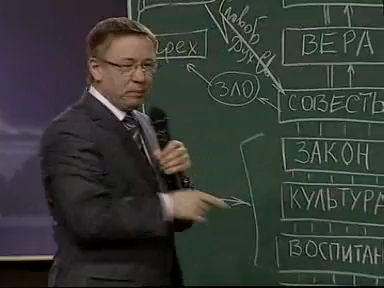 грех
ВЕРА
ЗЛО
СОВЕСТЬ
ЗАКОН
КУЛЬТУРА
ВОСПИТАН